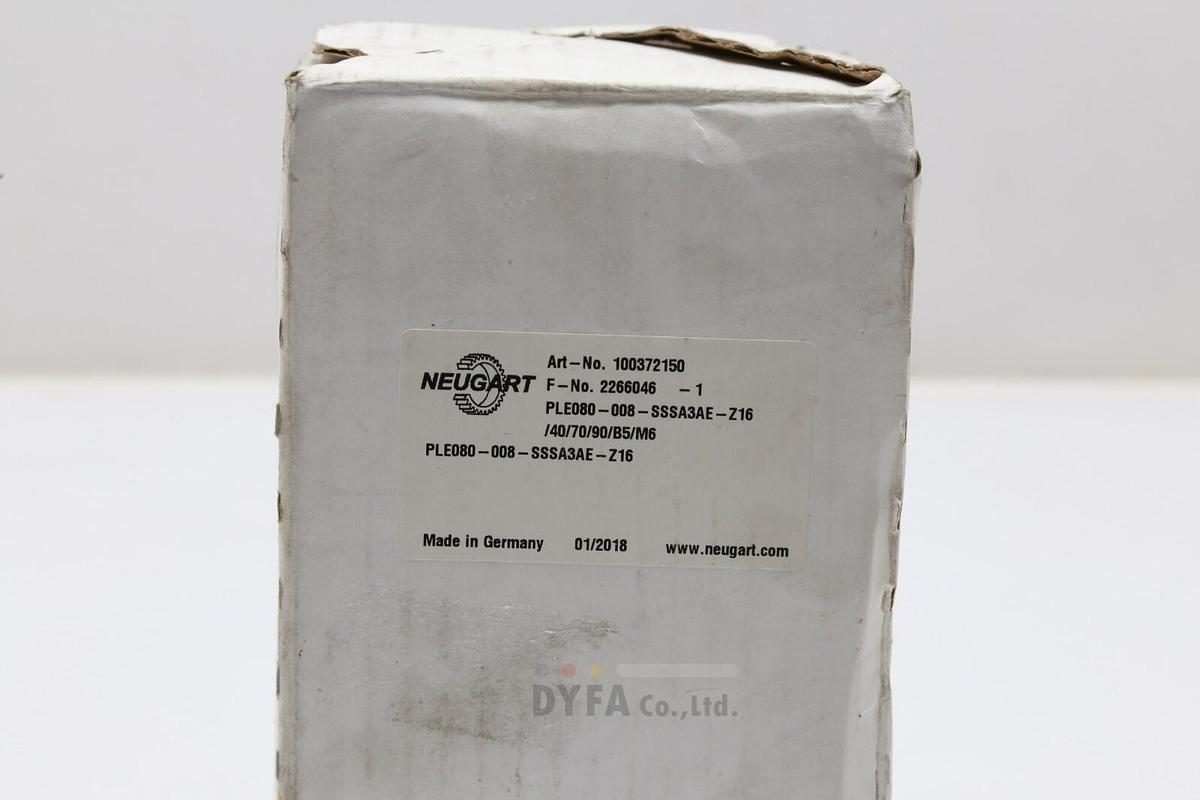 NEUGART
Art-No. 100372150
F-No. 2266046 -1
PLE080-008-SSSA3AE-Z16
/40/70/90/B5/M6
PLE080-008-SSSA3AE-Z16
Made in Germany 01/2018 www.neugart.com
DYFA Co.,Ltd.